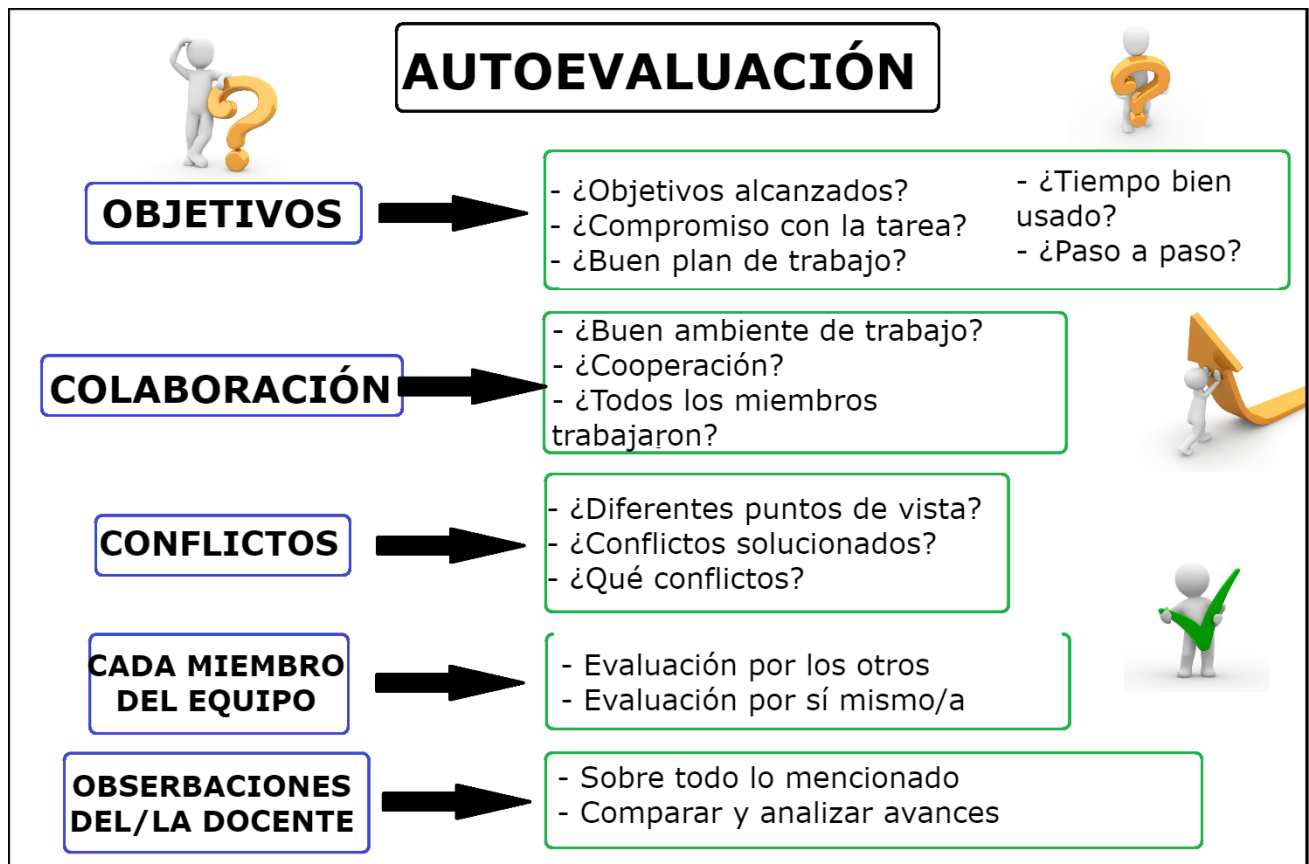 AUTOEVALUACIÓN
OBJETIVOS
- ¿Objetivos alcanzados?
- ¿Compromiso con la tarea?
- ¿Buen plan de trabajo?
- ¿Tiempo bien
usado?
- ¿Paso a paso?
COLABORACIÓN
- ¿Buen ambiente de trabajo?
- ¿Cooperación?
- ¿Todos los miembros
trabajaron?
CONFLICTOS
- ¿Diferentes puntos de vista?
- ¿Conflictos solucionados?
- ¿Qué conflictos?
CADA MIEMBRO
DEL EQUIPO
- Evaluación por los otros
- Evaluación por sí mismo/a
OBSERBACIONES
DEL/LA DOCENTE
- Sobre todo lo mencionado
- Comparar y analizar avances